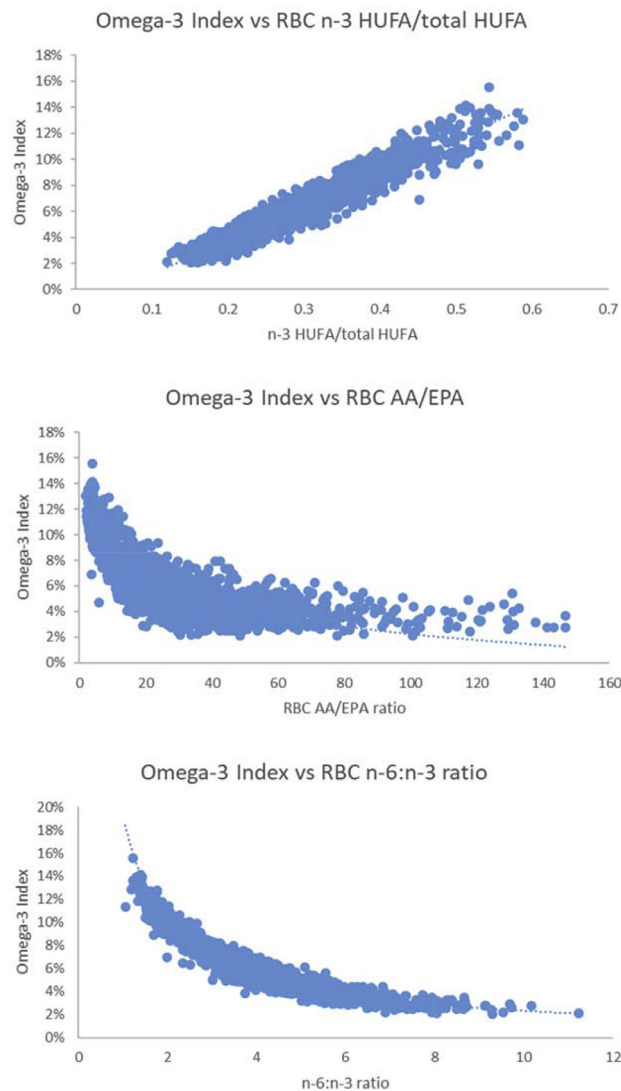 Omega-3 Index vs RBC n-3 HUFA/total HUFA
18%
16%
14%
12%
10%
8%
6%
4%
2%
0%
Omega-3 Index
0 0.1 0.2 0.3 0.4 0.5 0.6 0.7
n-3 HUFA/total HUFA
Omega-3 Index vs RBC AA/EPA
18%
16%
14%
12%
10%
8%
6%
4%
2%
0%
Omega-3 Index
0 20 40 60 80 100 120 140 160
RBC AA/EPA ratio
Omega-3 Index vs RBC n-6:n-3 ratio
20%
18%
16%
14%
12%
10%
8%
6%
4%
2%
0%
Omega-3 Index
0 2 4 6 8 10 12
n-6:n-3 ratio